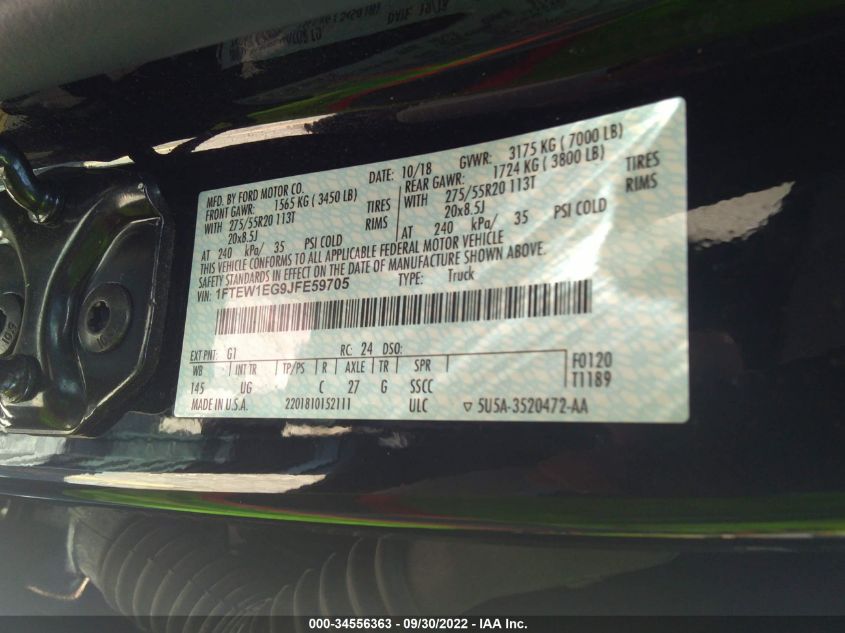 MFD. BY FORD MOTOR CO.
DATE: 10/18 GVWR: 3175 KG ( 7000 LB)
FRONT GAWR: 1565 KG ( 3450 LB) REAR GAWR: 1724 KG ( 3800 LB)
WITH 275/55R20 113T TIRES WITH 275/55R20 113T TIRES
20x8.5J RIMS 20x8.5J RIMS
AT 240 kPa/ 35 PSI COLD AT 240 kPa/ 35 PSI COLD
THIS VEHICLE CONFORMS TO ALL APPLICABLE FEDERAL MOTOR VEHICLE
SAFETY STANDARDS IN EFFECT ON THE DATE OF MANUFACTURE SHOWN ABOVE.
VIN: 1FTEW1EG9JFE59705 TYPE: Truck
EXT PNT: G1 RC: 24 DSO:
WB INT TR TP/PS R AXLE TR SPR F0120
145 UG C 27 G SSCC T1189
MADE IN U.S.A. 2201810152111 ULC ▽ 5U5A-3520472-AA
000-34556363 - 09/30/2022 - IAA Inc.